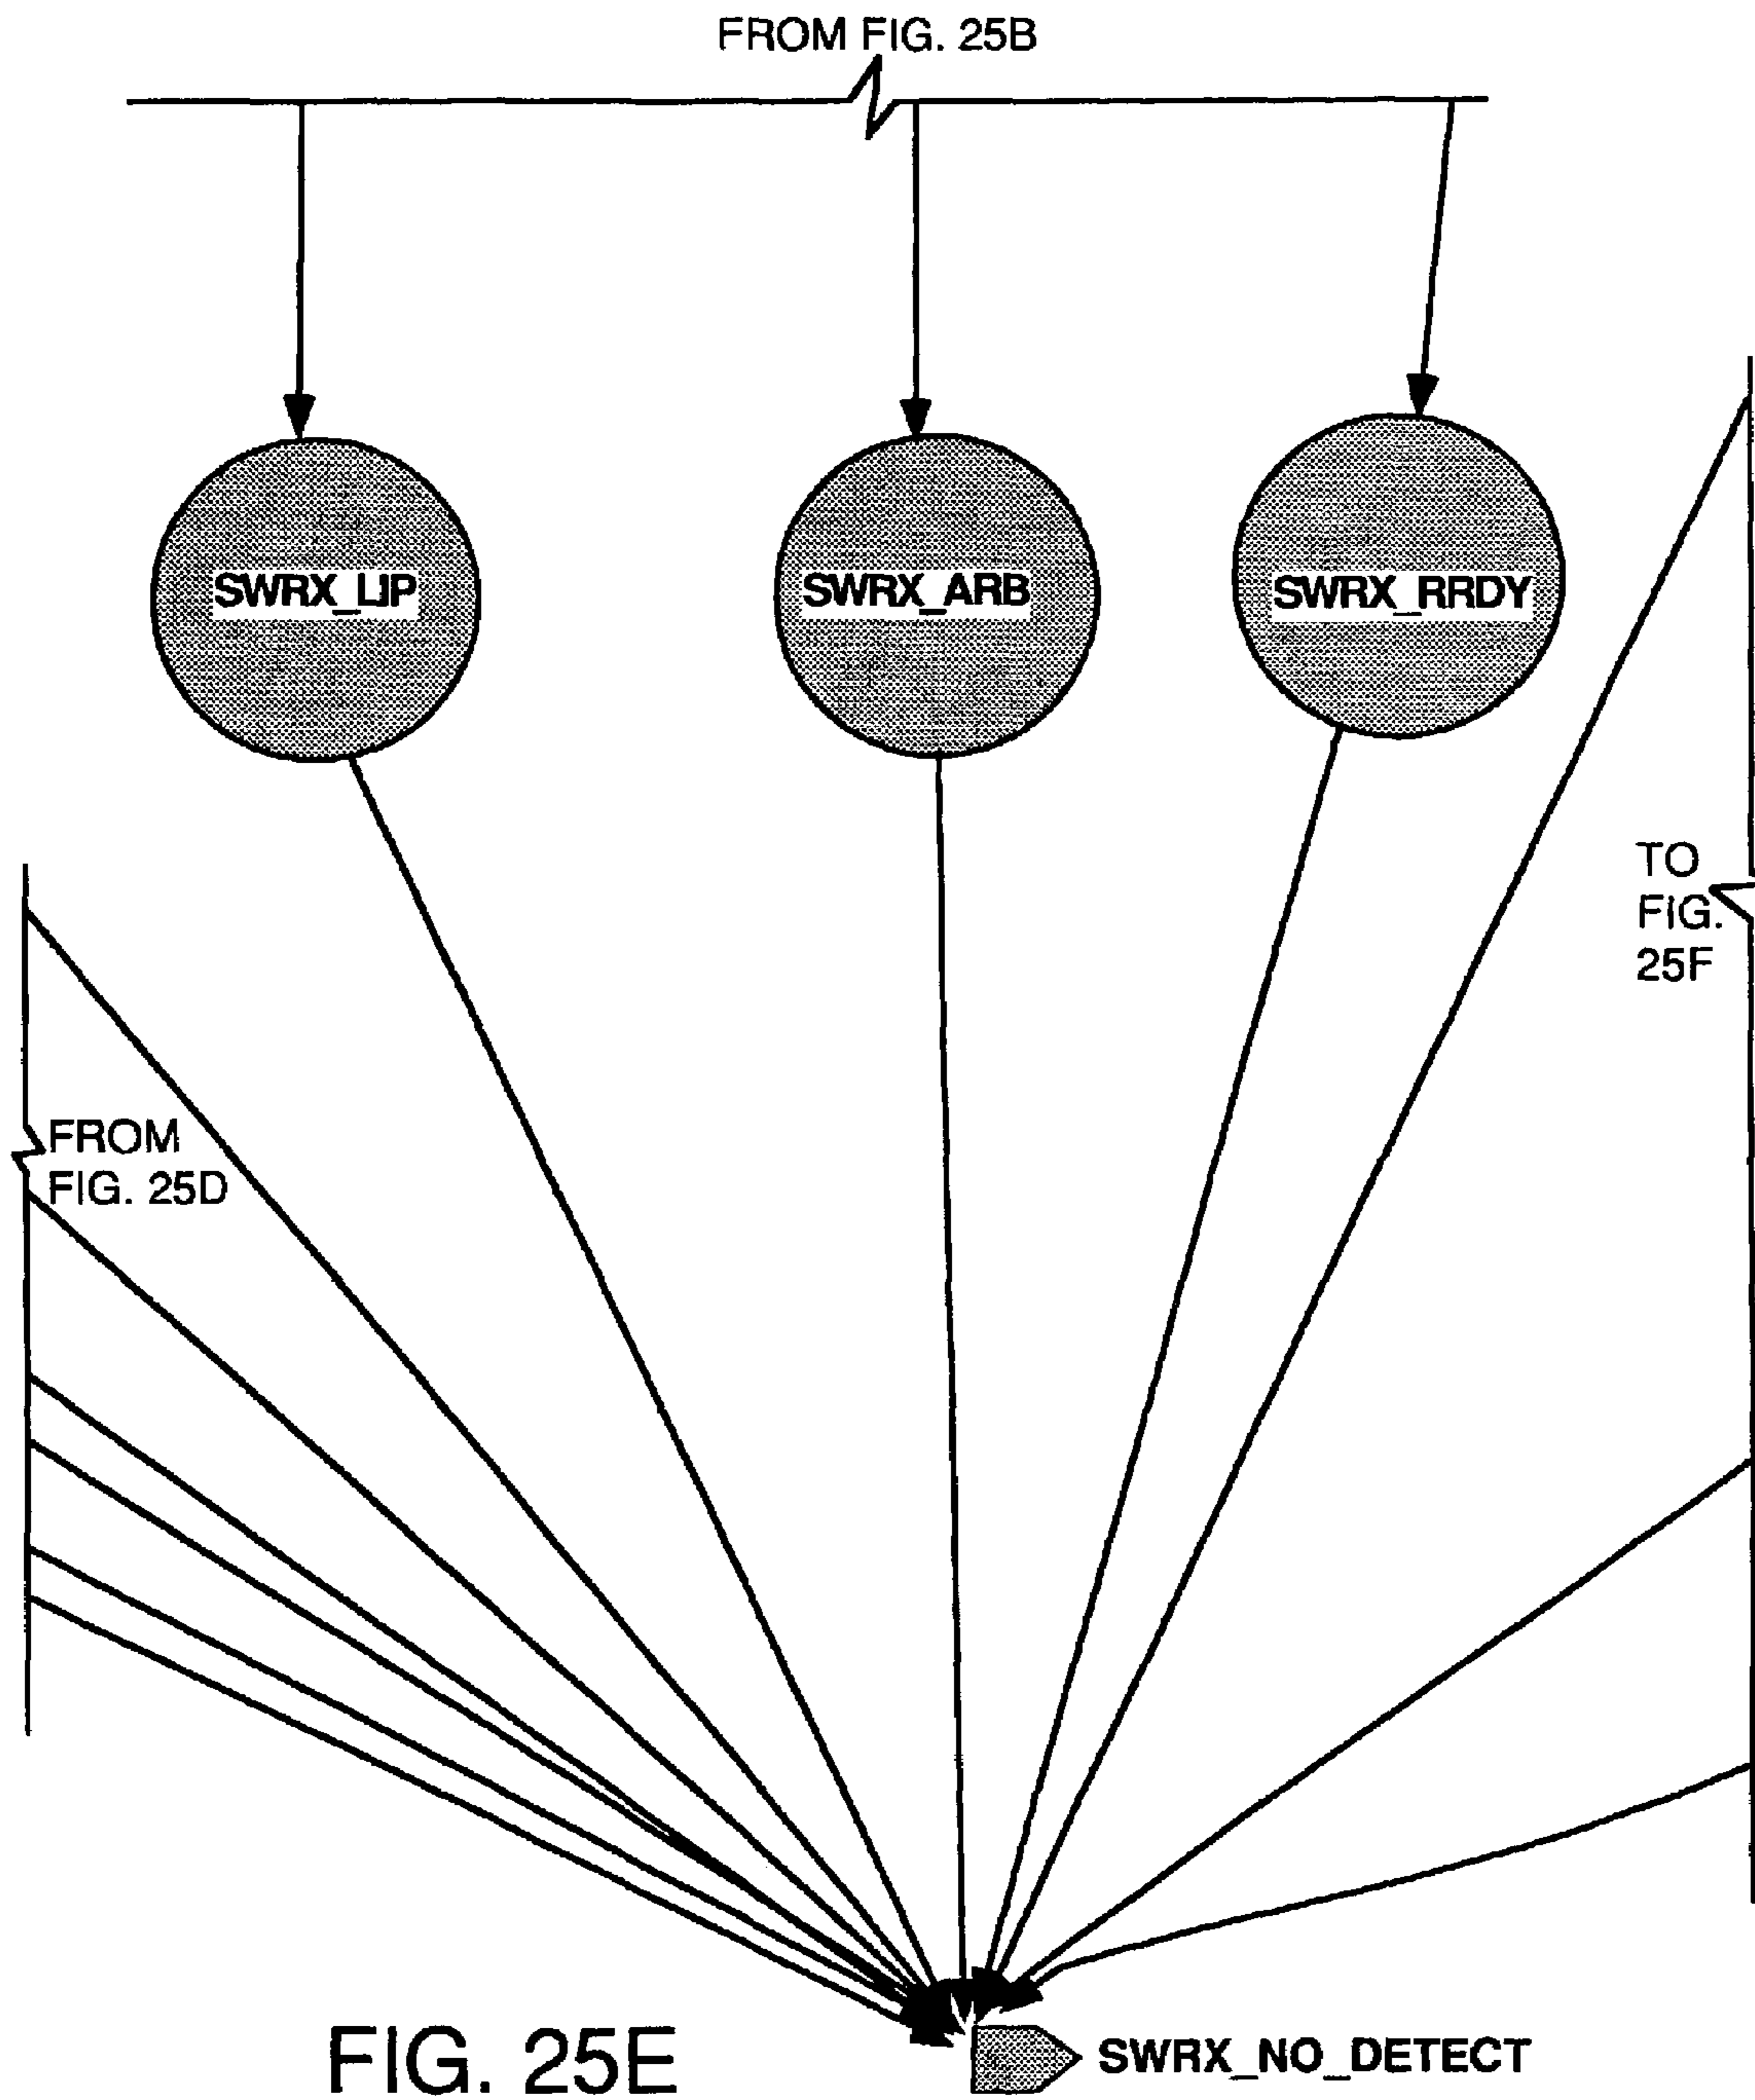 FROM FIG. 25B
SWRX_LIP
SWRX_ARB
SWRX_RRDY
TO
FIG.
25F
FROM
FIG. 25D
FIG. 25E
SWRX_NO_DETECT